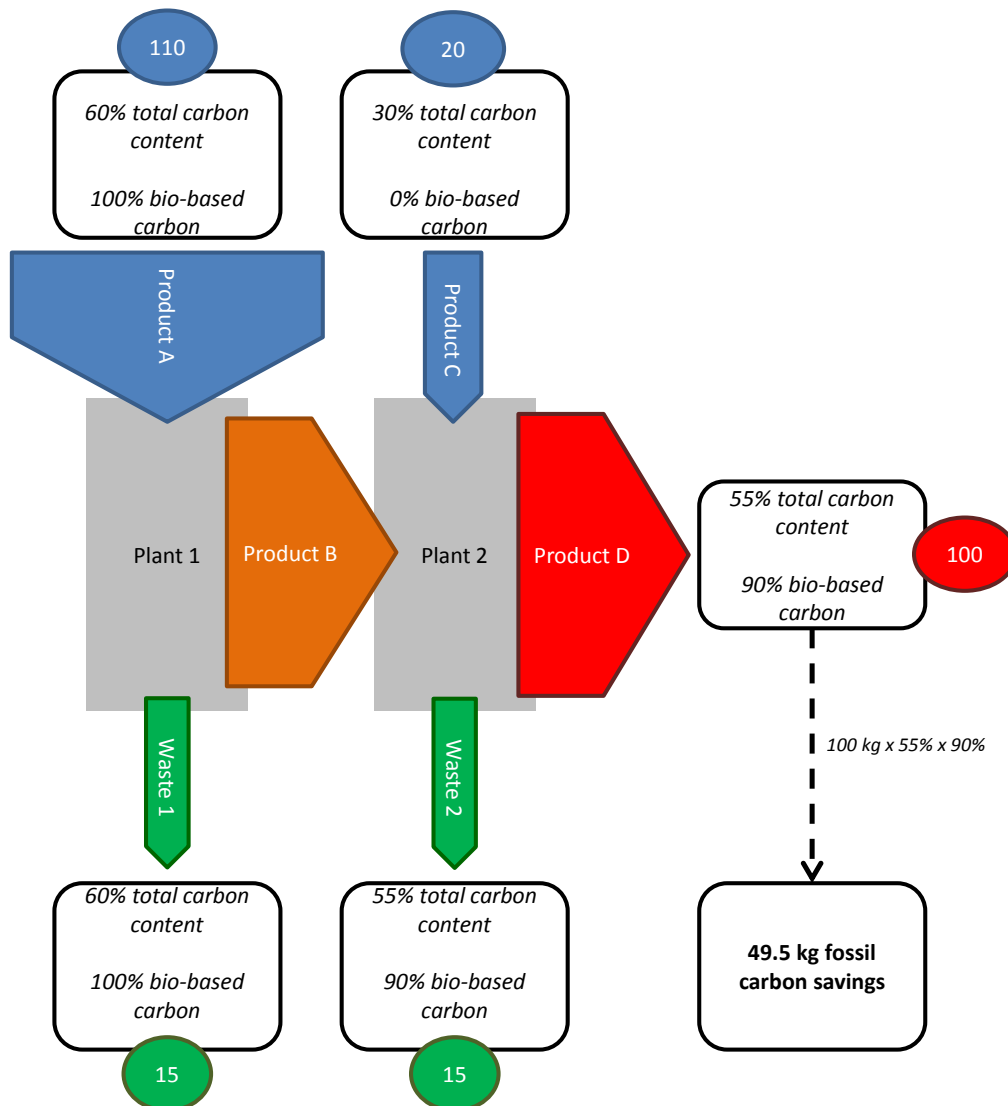 110
20
60% total carbon
content
100% bio-based
carbon
30% total carbon
content
0% bio-based
carbon
Product A
Product C
Plant 1
Product B
Plant 2
Product D
55% total carbon
content
90% bio-based
carbon
100
Waste 1
Waste 2
100 kg x 55% x 90%
60% total carbon
content
100% bio-based
carbon
55% total carbon
content
90% bio-based
carbon
49.5 kg fossil
carbon savings
15
15